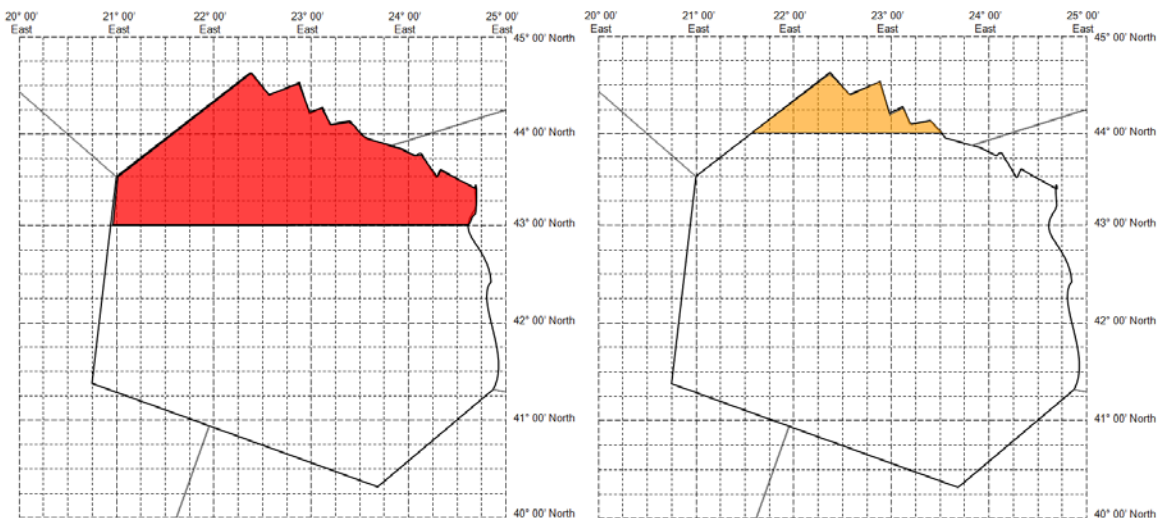 20° 00'
East
21° 00'
East
22° 00'
East
23° 00'
East
24° 00'
East
25° 00'
East
45° 00' North
44° 00' North
43° 00' North
42° 00' North
41° 00' North
40° 00' North
20° 00'
East
21° 00'
East
22° 00'
East
23° 00'
East
24° 00'
East
25° 00'
East
45° 00' North
44° 00' North
43° 00' North
42° 00' North
41° 00' North
40° 00' North